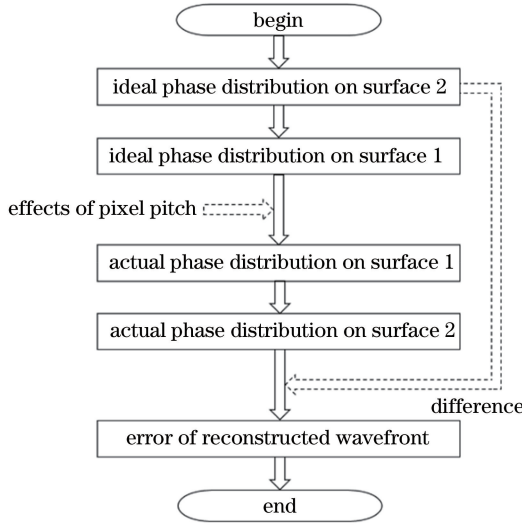 begin
ideal phase distribution on surface 2
ideal phase distribution on surface 1
effects of pixel pitch
actual phase distribution on surface 1
actual phase distribution on surface 2
difference
error of reconstructed wavefront
end